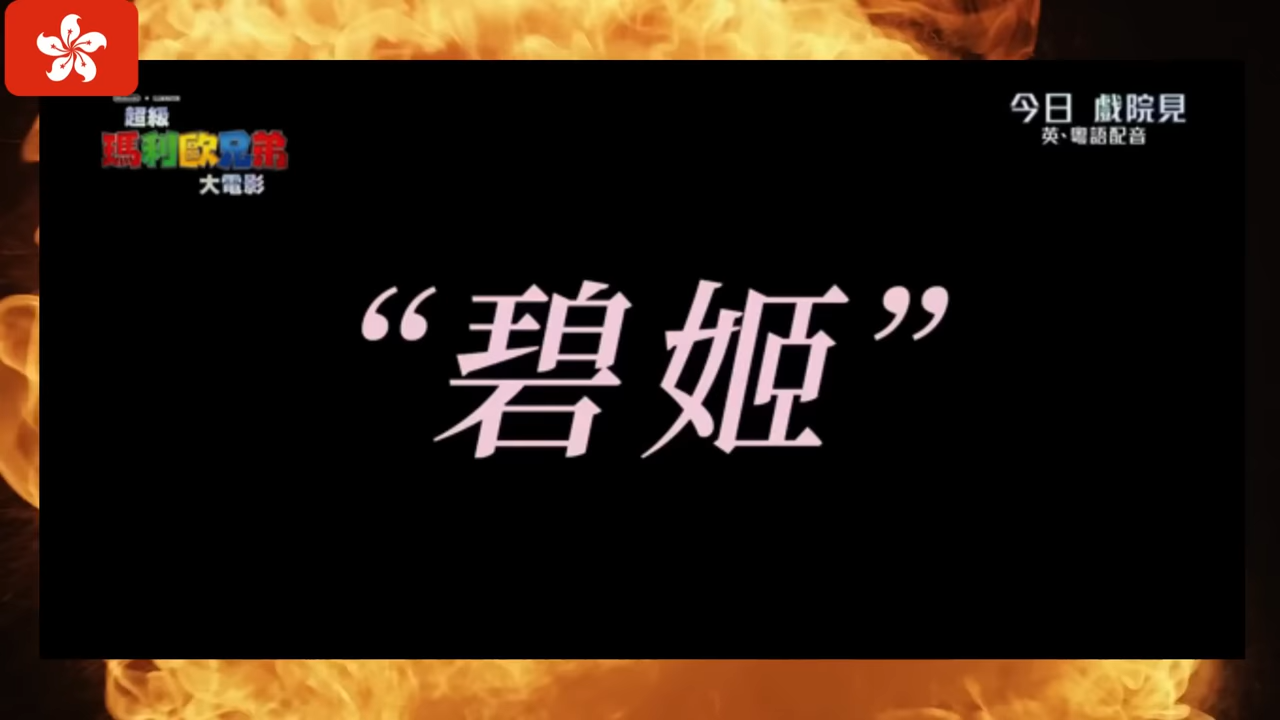 超級
瑪利歐兄弟
大電影
今日 戲院見
英、粵語配音
“碧姬”